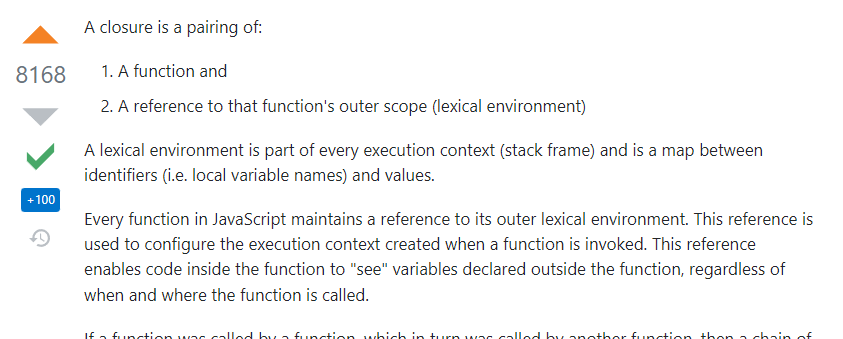 A closure is a pairing of:
8168
1. A function and
2. A reference to that function's outer scope (lexical environment)
A lexical environment is part of every execution context (stack frame) and is a map between
identifiers (i.e. local variable names) and values.
+100
Every function in JavaScript maintains a reference to its outer lexical environment. This reference is
used to configure the execution context created when a function is invoked. This reference
enables code inside the function to "see" variables declared outside the function, regardless of
when and where the function is called.
If a function was called by a function, which in turn was called by another function, then a chain of